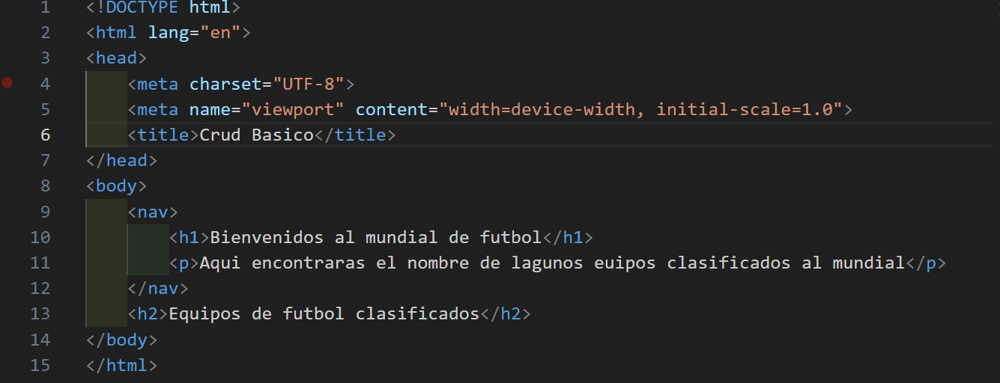 1 <!DOCTYPE html>
2 <html lang="en">
3 <head>
4     <meta charset="UTF-8">
5     <meta name="viewport" content="width=device-width, initial-scale=1.0">
6     <title>Crud Basico</title>
7 </head>
8 <body>
9     <nav>
10         <h1>Bienvenidos al mundial de futbol</h1>
11         <p>Aqui encontraras el nombre de lagunos euipos clasificados al mundial</p>
12     </nav>
13     <h2>Equipos de futbol clasificados</h2>
14 </body>
15 </html>